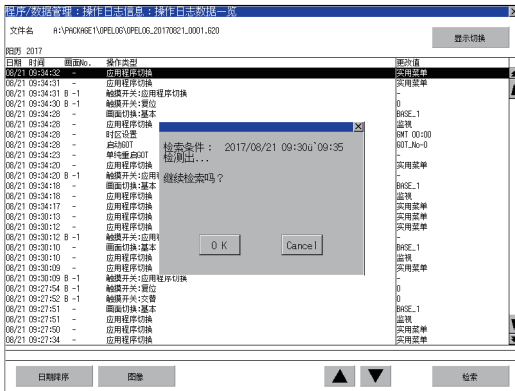 程序/数据管理：操作日志信息：操作日志数据一览
文件名 A:\PACKAGE1\OPELOG\OPELOG_20170821_0001.G2O
显示切换
阳历 2017
日期 时间 画面No. 操作类型 更改值
08/21 09:34:32 - 应用程序切换 实用菜单
08/21 09:34:31 - 应用程序切换 实用菜单
08/21 09:34:31 B -1 触摸开关:应用程序切换 -
08/21 09:34:30 B -1 触摸开关:复位 0
08/21 09:34:28 - 画面切换:基本 BASE_1
08/21 09:34:28 - 应用程序切换 监视
08/21 09:34:28 - 时区设置 GMT 00:00
08/21 09:34:28 - 启动GOT GOT_No-0
08/21 09:34:23 - 单纯重启GOT -
08/21 09:34:20 - 应用程序切换 实用菜单
08/21 09:34:20 B -1 触摸开关:应用 -
08/21 09:34:18 - 画面切换:基本 BASE_1
08/21 09:34:18 - 应用程序切换 监视
08/21 09:34:17 - 应用程序切换 实用菜单
08/21 09:30:13 - 应用程序切换 实用菜单
08/21 09:30:12 - 应用程序切换 实用菜单
08/21 09:30:12 B -1 触摸开关:应用 -
08/21 09:30:10 - 画面切换:基本 BASE_1
08/21 09:30:10 - 应用程序切换 监视
08/21 09:30:09 - 应用程序切换 实用菜单
08/21 09:30:09 B -1 触摸开关:应用程序切换 -
08/21 09:27:54 B -1 触摸开关:复位 0
08/21 09:27:52 B -1 触摸开关:交替 0
08/21 09:27:51 - 画面切换:基本 BASE_1
08/21 09:27:51 - 应用程序切换 监视
08/21 09:27:50 - 应用程序切换 实用菜单
08/21 09:27:34 - 应用程序切换 实用菜单
检索条件： 2017/08/21 09:30ü`09:35
检测出...
继续检索吗？
OK Cancel
日期降序 图像 ▲ ▼ 检索